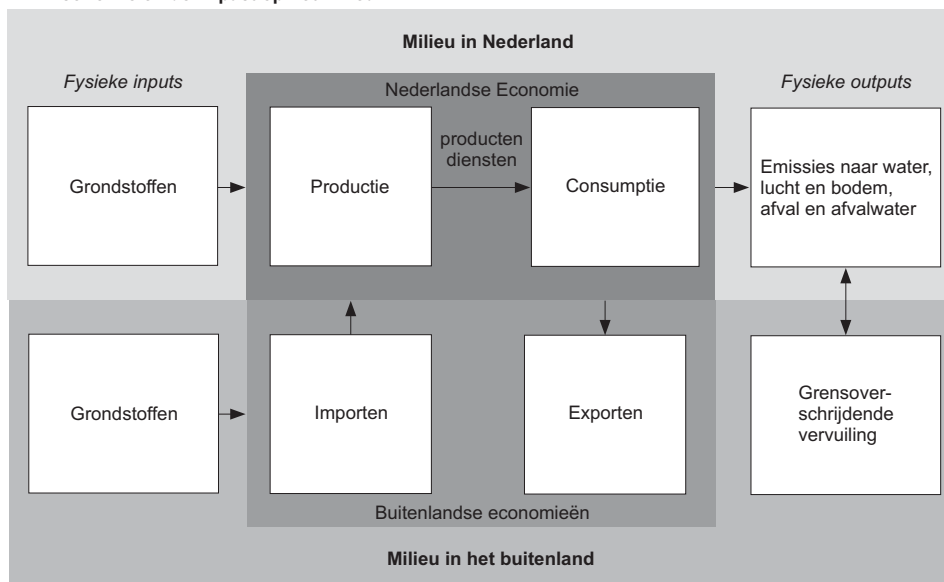 Milieu in Nederland
Fysieke inputs
Nederlandse Economie
Fysieke outputs
producten
diensten
Grondstoffen
Productie
Consumptie
Emissies naar water,
lucht en bodem,
afval en afvalwater
Grondstoffen
Importen
Exporten
Grensover-
schrijdende
vervuiling
Buitenlandse economieën
Milieu in het buitenland